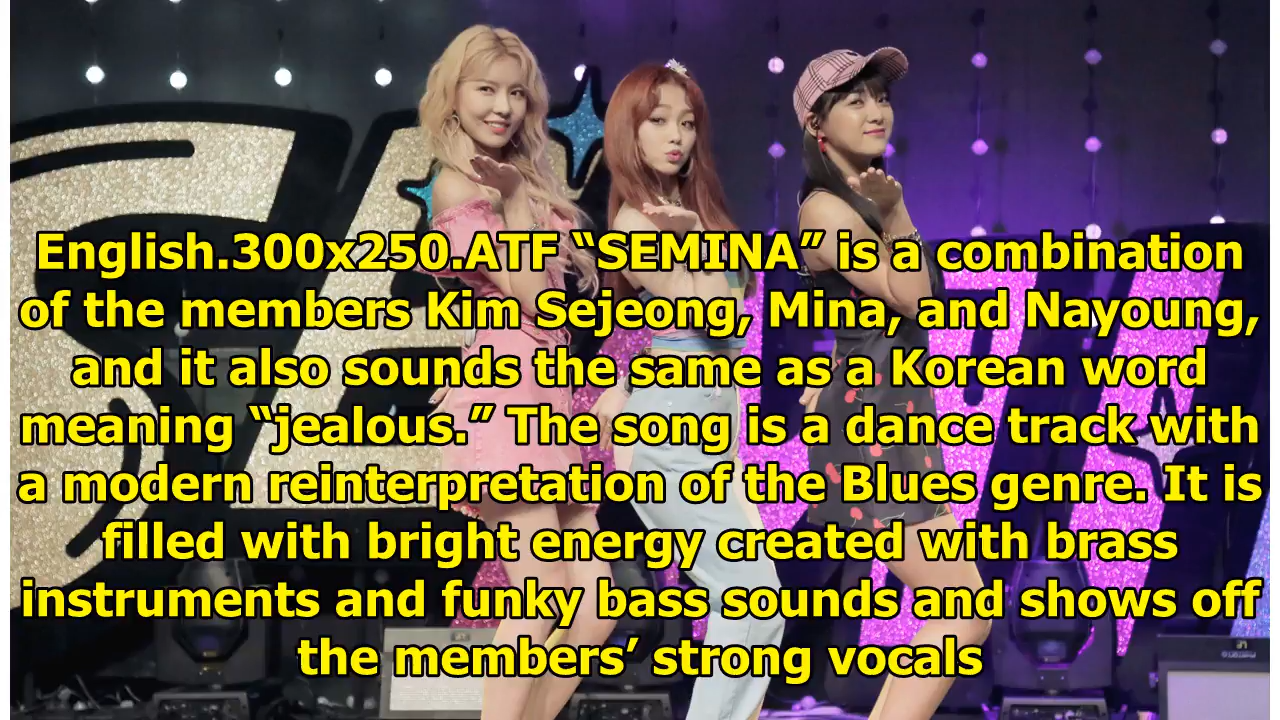 English.300x250.ATF “SEMINA” is a combination
of the members Kim Sejeong, Mina, and Nayoung,
and it also sounds the same as a Korean word
meaning “jealous.” The song is a dance track with
a modern reinterpretation of the Blues genre. It is
filled with bright energy created with brass
instruments and funky bass sounds and shows off
the members’ strong vocals